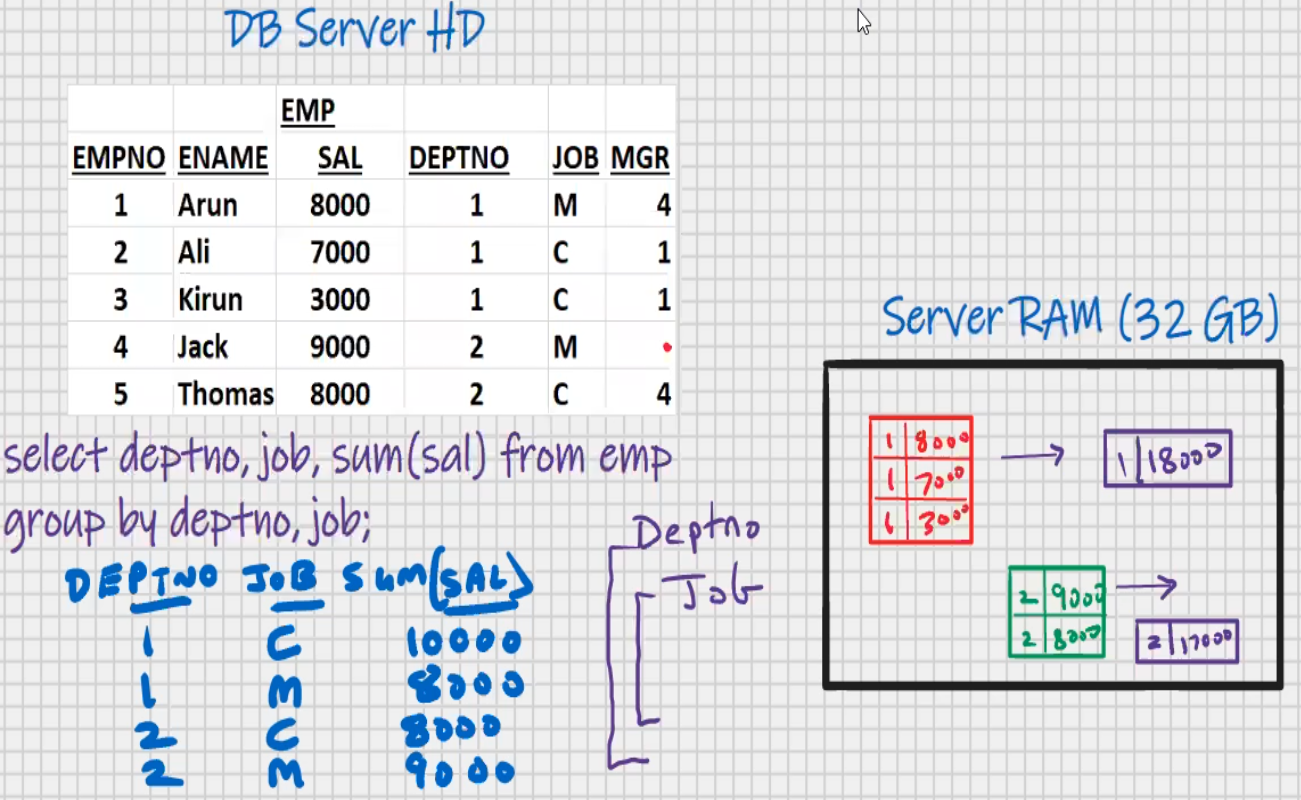 DB Server HD
EMP
EMPNO ENAME SAL DEPTNO JOB MGR
1 Arun 8000 1 M 4
2 Ali 7000 1 C 1
3 Kirun 3000 1 C 1
4 Jack 9000 2 M
5 Thomas 8000 2 C 4
select deptno, job, sum(sal) from emp
group by deptno, job;
DEPTNO JOB SUM(SAL)
1 C 10000
1 M 8000
2 C 8000
2 M 9000
Deptno
Job
Server RAM (32 GB)
1 8000
1 7000
1 3000
1 18000
2 9000
2 8000
2 17000